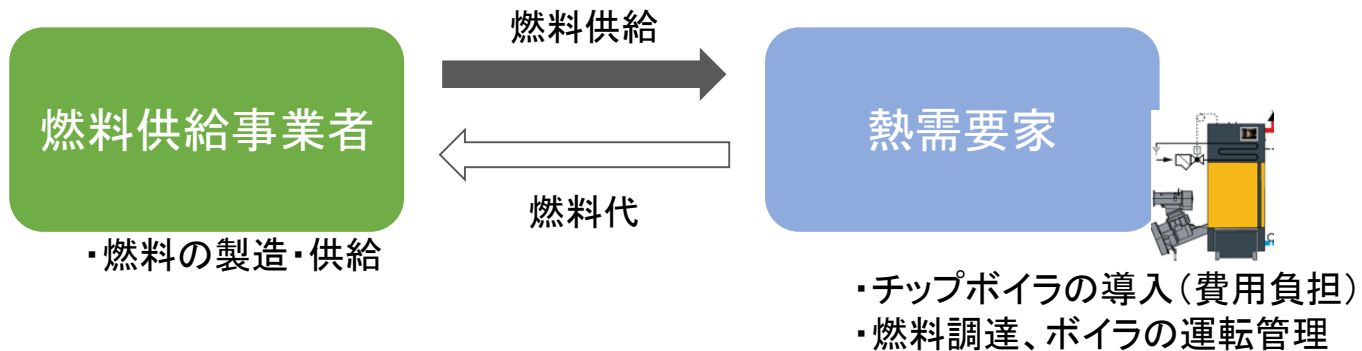 燃料供給
燃料供給事業者
熱需要家
燃料代
・燃料の製造・供給
・チップボイラの導入（費用負担）
・燃料調達、ボイラの運転管理